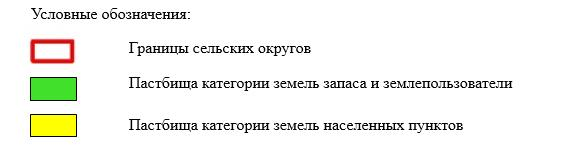 Условные обозначения:
Границы сельских округов
Пастбища категории земель запаса и землепользователи
Пастбища категории земель населенных пунктов